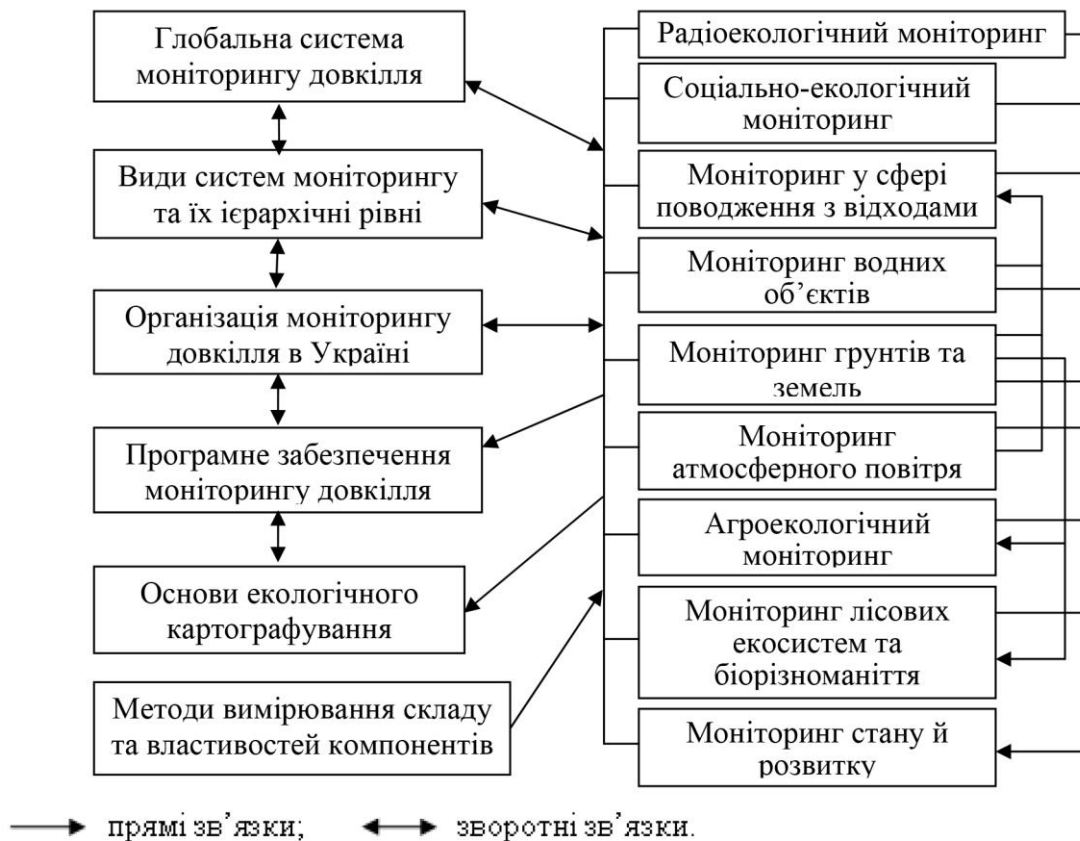 Глобальна система
моніторингу довкілля
Види систем моніторингу
та їх ієрархічні рівні
Організація моніторингу
довкілля в Україні
Програмне забезпечення
моніторингу довкілля
Основи екологічного
картографування
Методи вимірювання складу
та властивостей компонентів
Радіоекологічний моніторинг
Соціально-екологічний
моніторинг
Моніторинг у сфері
поводження з відходами
Моніторинг водних
об’єктів
Моніторинг грунтів та
земель
Моніторинг
атмосферного повітря
Агроекологічний
моніторинг
Моніторинг лісових
екосистем та
біорізноманіття
Моніторинг стану й
розвитку
прямі зв’язки; зворотні зв’язки.